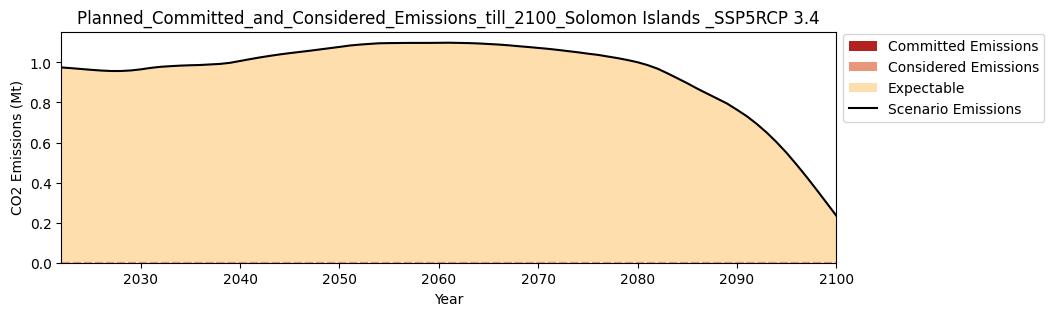 Planned_Committed_and_Considered_Emissions_till_2100_Solomon Islands _SSP5RCP 3.4
Committed Emissions
Considered Emissions
Expectable
Scenario Emissions
CO2 Emissions (Mt)
1.0
0.8
0.6
0.4
0.2
0.0
2030 2040 2050 2060 2070 2080 2090 2100
Year